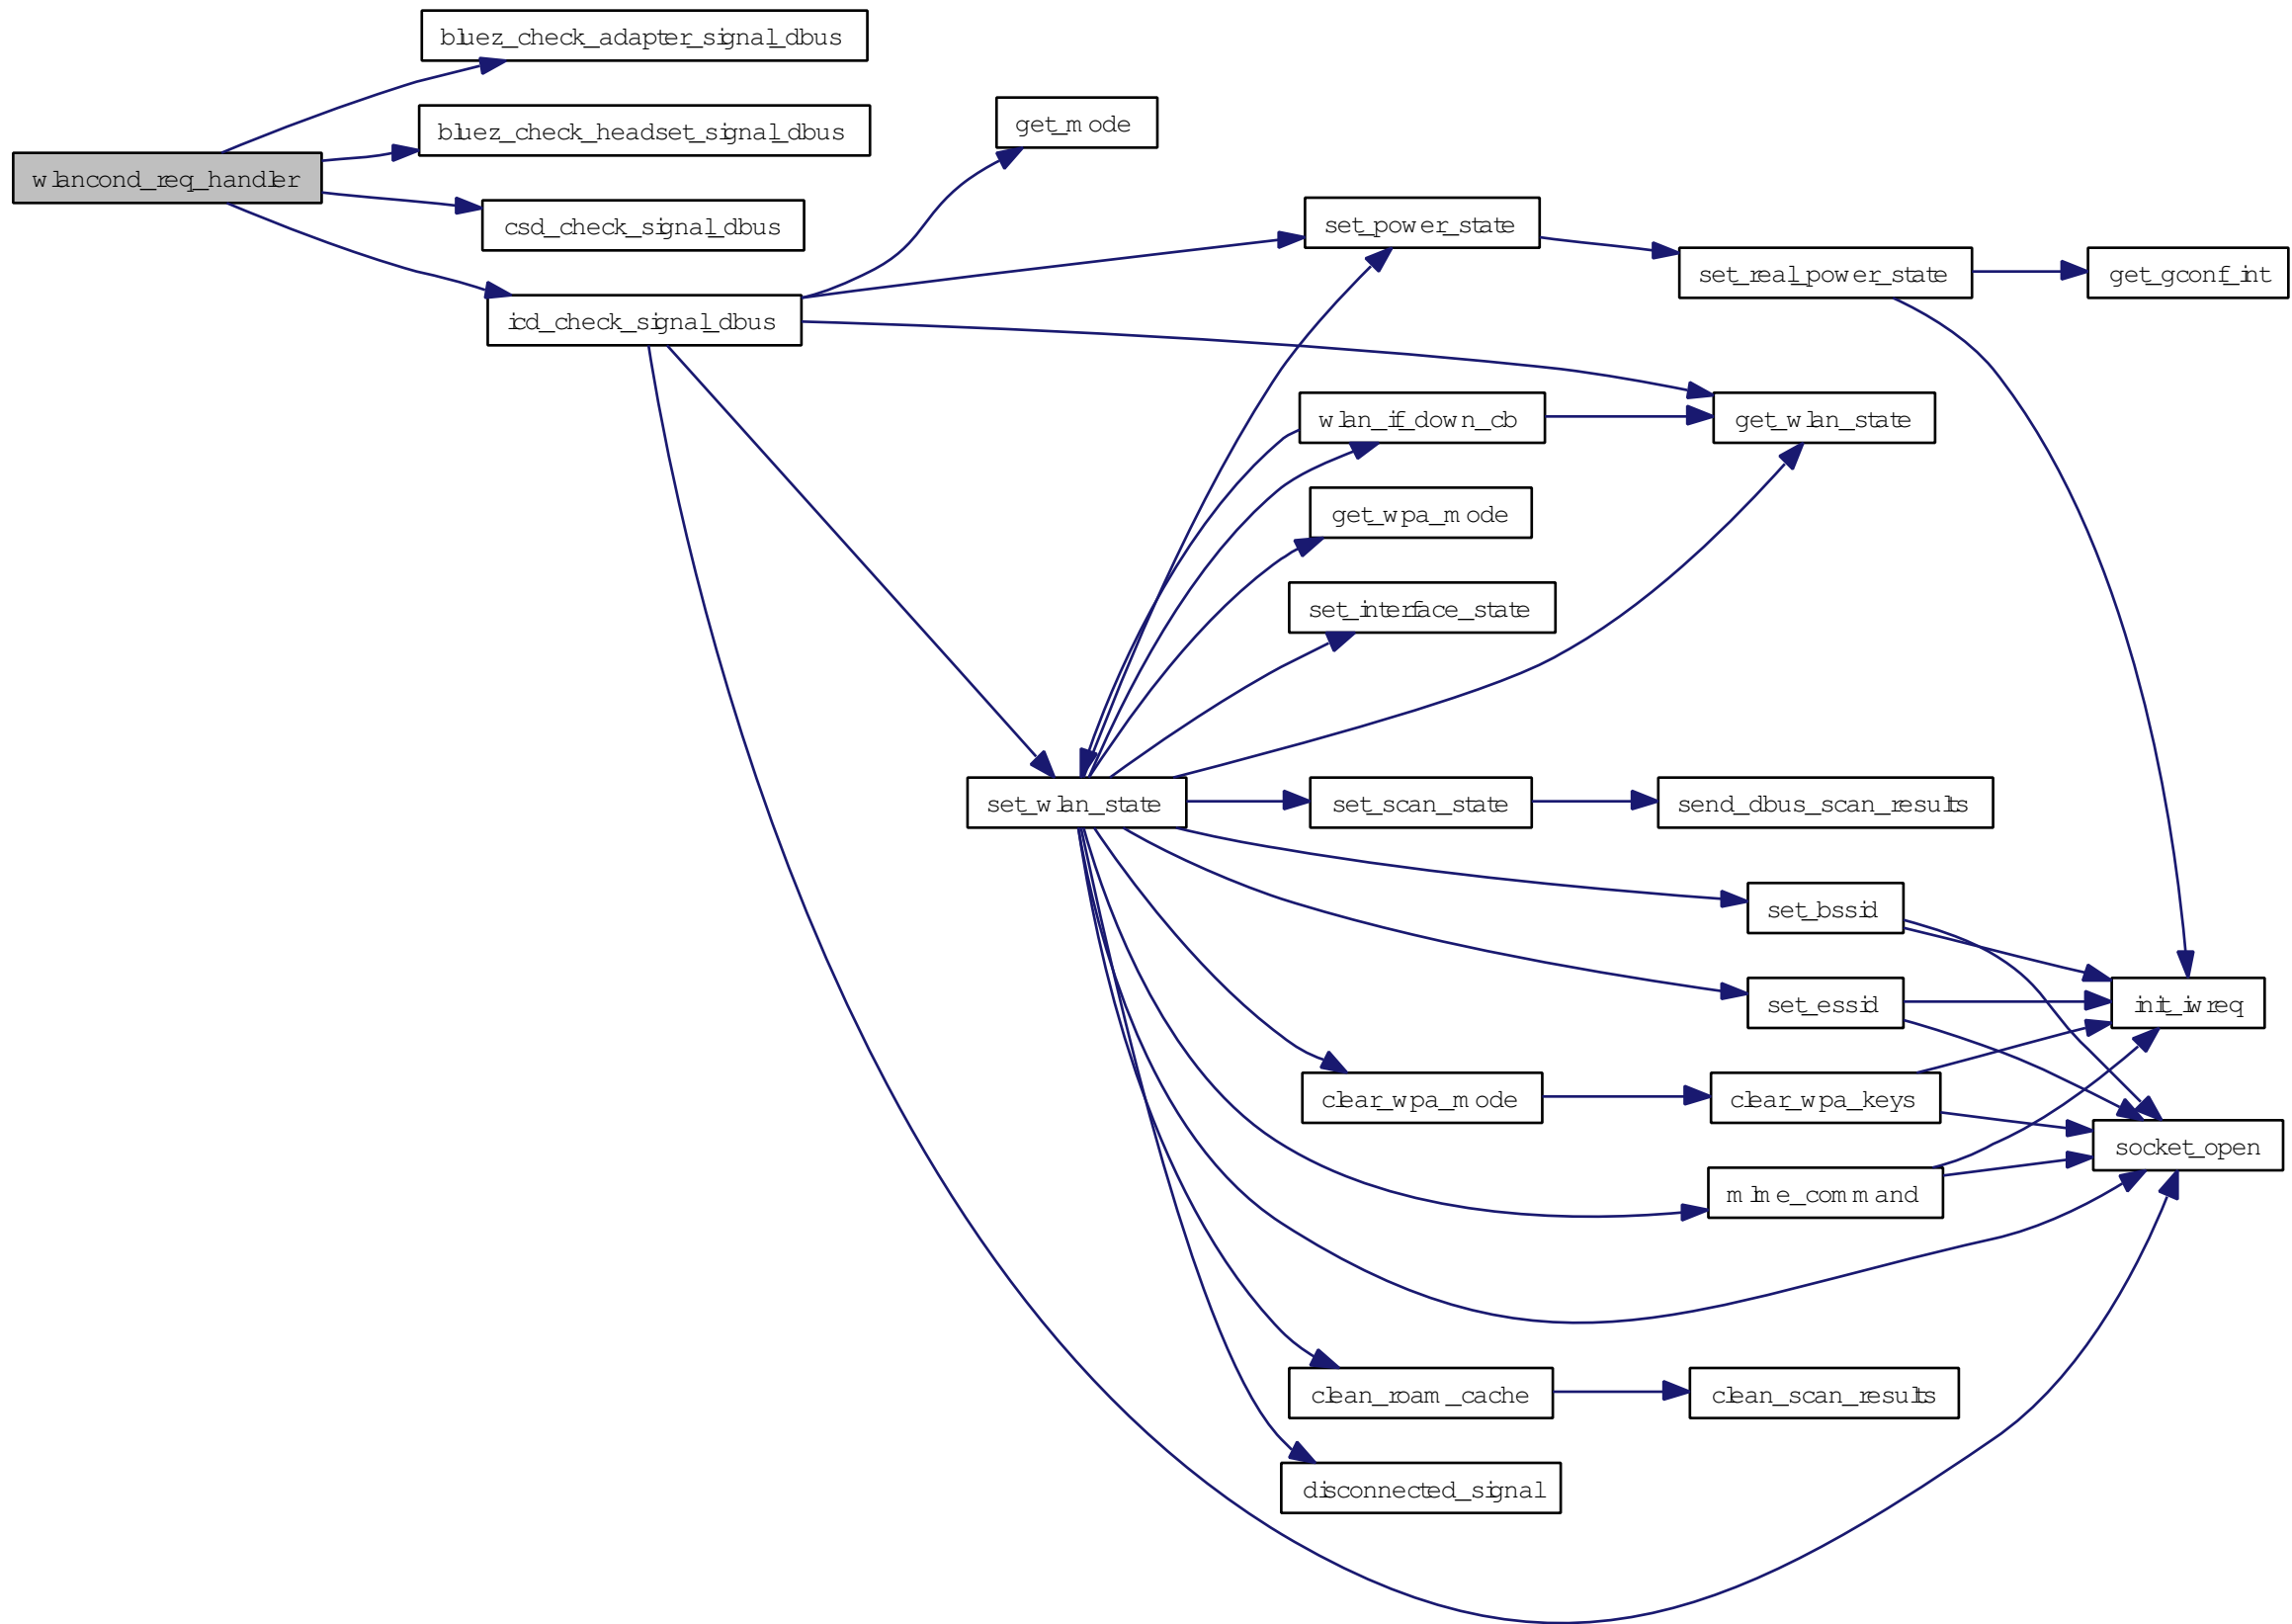 bluez_check_adapter_signal_dbus
bluez_check_headset_signal_dbus
wlancond_req_handler
csd_check_signal_dbus
icd_check_signal_dbus
get_mode
set_power_state
set_real_power_state
get_gconf_int
wlan_if_down_cb
get_wlan_state
get_wpa_mode
set_interface_state
set_wlan_state
set_scan_state
send_dbus_scan_results
set_bssid
set_essid
init_iwreq
clear_wpa_mode
clear_wpa_keys
socket_open
mlme_command
clean_roam_cache
clean_scan_results
disconnected_signal